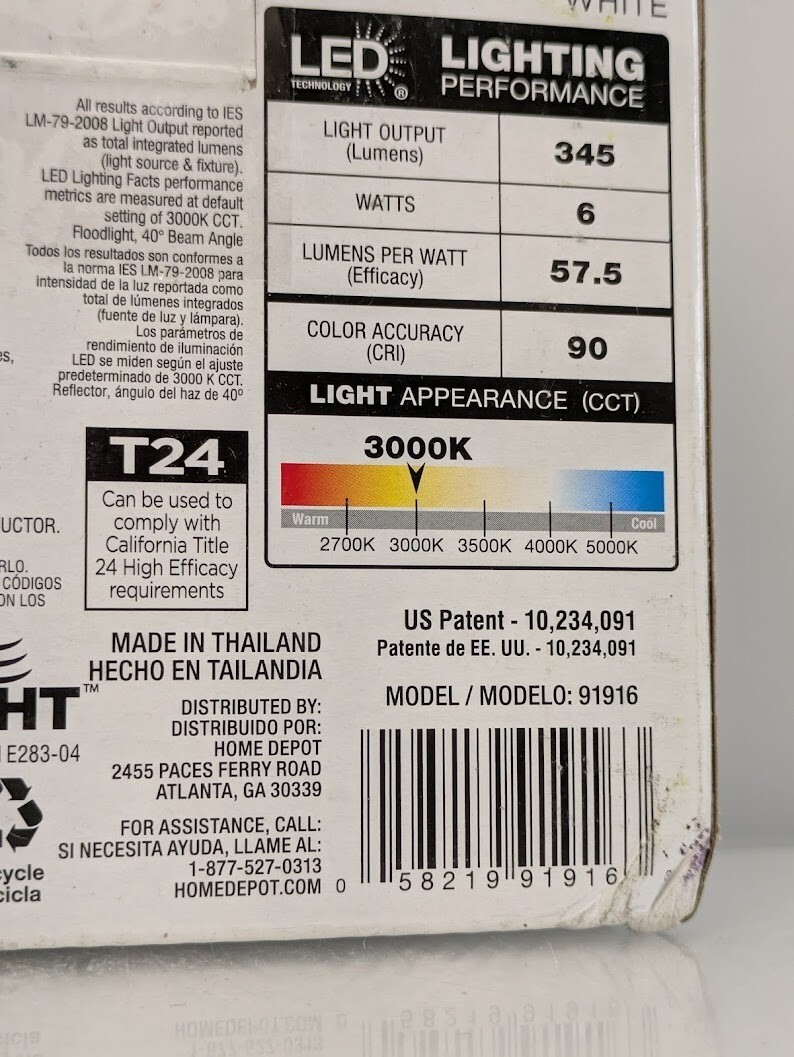 WHITE
LED
TECHNOLOGY ®
LIGHTING
PERFORMANCE
LIGHT OUTPUT
(Lumens)
345
WATTS
6
LUMENS PER WATT
(Efficacy)
57.5
COLOR ACCURACY
(CRI)
90
LIGHT APPEARANCE (CCT)
3000K
Warm
Cool
2700K 3000K 3500K 4000K 5000K
All results according to IES
LM-79-2008 Light Output reported
as total integrated lumens
(light source & fixture).
LED Lighting Facts performance
metrics are measured at default
setting of 3000K CCT.
Floodlight, 40° Beam Angle
Todos los resultados son conformes a
la norma IES LM-79-2008 para
intensidad de la luz reportada como
total de lúmenes integrados
(fuente de luz y lámpara).
Los parámetros de
rendimiento de iluminación
LED se miden según el ajuste
predeterminado de 3000 K CCT.
Reflector, ángulo del haz de 40º
es,
T24
Can be used to
comply with
California Title
24 High Efficacy
requirements
UCTOR.
RLO.
CÓDIGOS
ON LOS
HT™
E283-04
ycle
cicla
MADE IN THAILAND
HECHO EN TAILANDIA
DISTRIBUTED BY:
DISTRIBUIDO POR:
HOME DEPOT
2455 PACES FERRY ROAD
ATLANTA, GA 30339
FOR ASSISTANCE, CALL:
SI NECESITA AYUDA, LLAME AL:
1-877-527-0313
HOMEDEPOT.COM
US Patent - 10,234,091
Patente de EE. UU. - 10,234,091
MODEL / MODELO: 91916
0 58219 91916